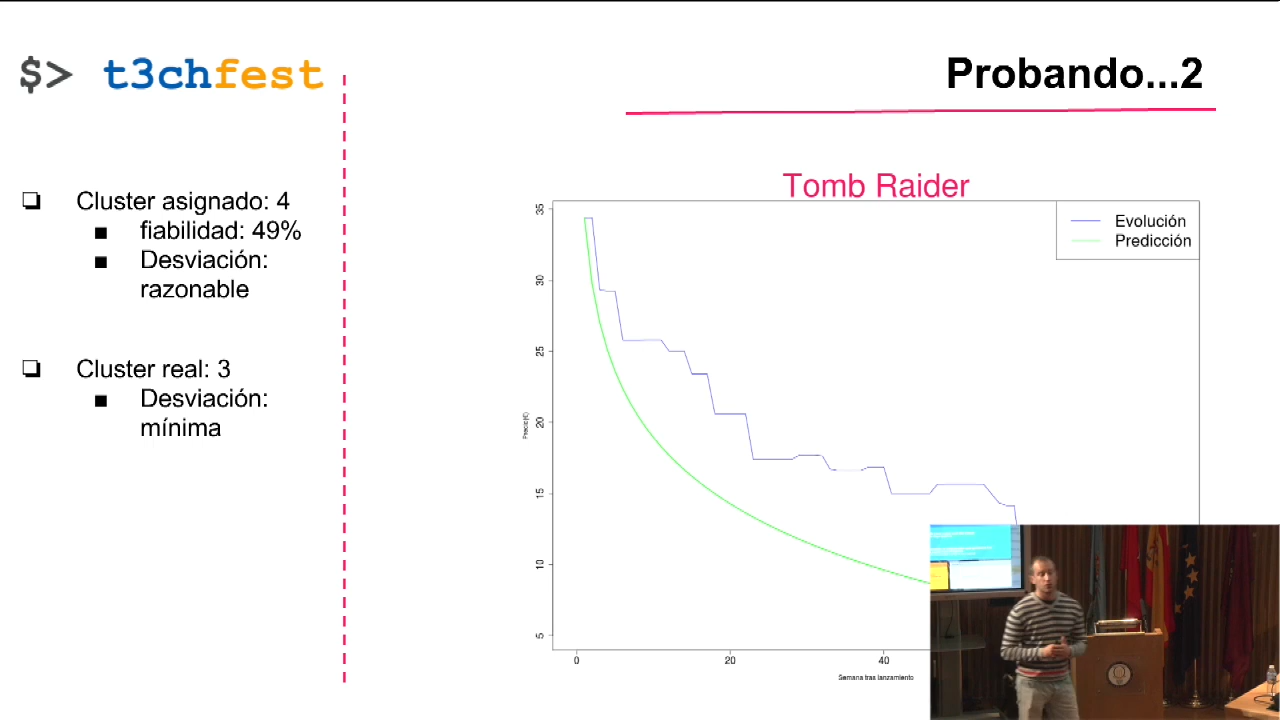 $> t3chfest
Probando...2
Cluster asignado: 4
fiabilidad: 49%
Desviación:
razonable
Cluster real: 3
Desviación:
mínima
Tomb Raider
Evolución
Predicción
35
30
25
20
15
10
5
Precio(€)
0
20
40
Semana tras lanzamiento